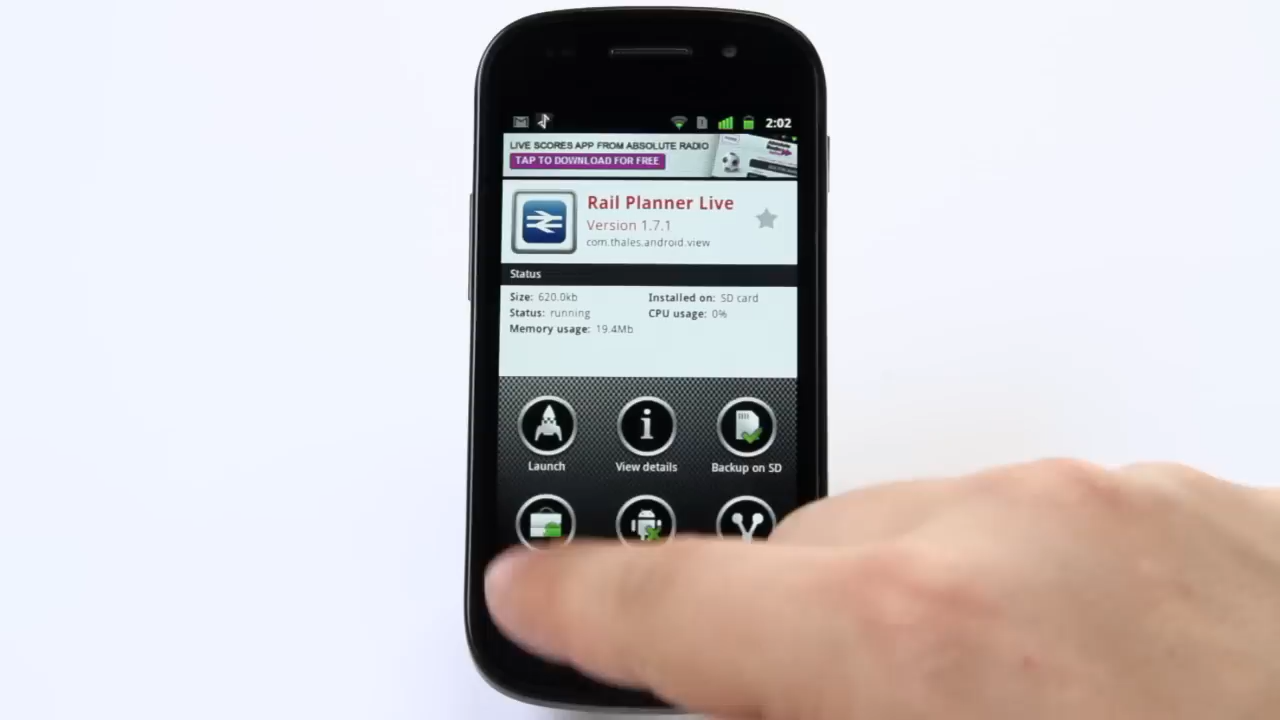 2:02
LIVE SCORES APP FROM ABSOLUTE RADIO
TAP TO DOWNLOAD FOR FREE
Rail Planner Live
Version 1.7.1
com.thales.android.view
Status
Size: 620.0kb Installed on: SD card
Status: running CPU usage: 0%
Memory usage: 19.4Mb
Launch View details Backup on SD